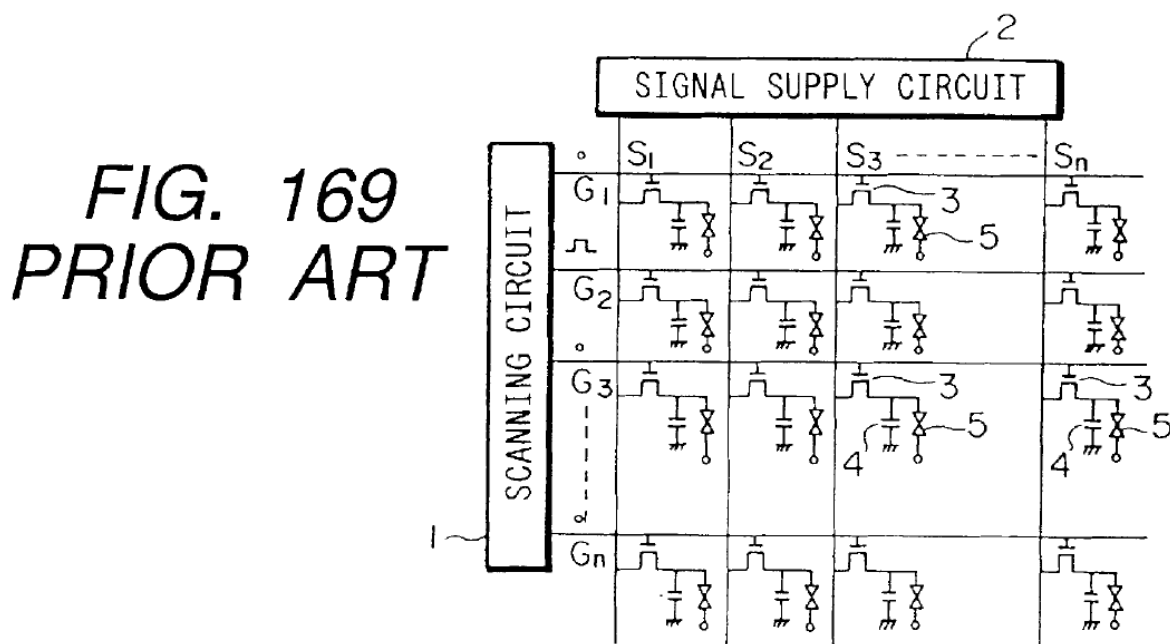 FIG. 169
PRIOR ART
2
SIGNAL SUPPLY CIRCUIT
SCANNING CIRCUIT
1
S1 S2 S3 Sn
G1
3
5
G2
G3
3 3
4 5 4 5
Gn